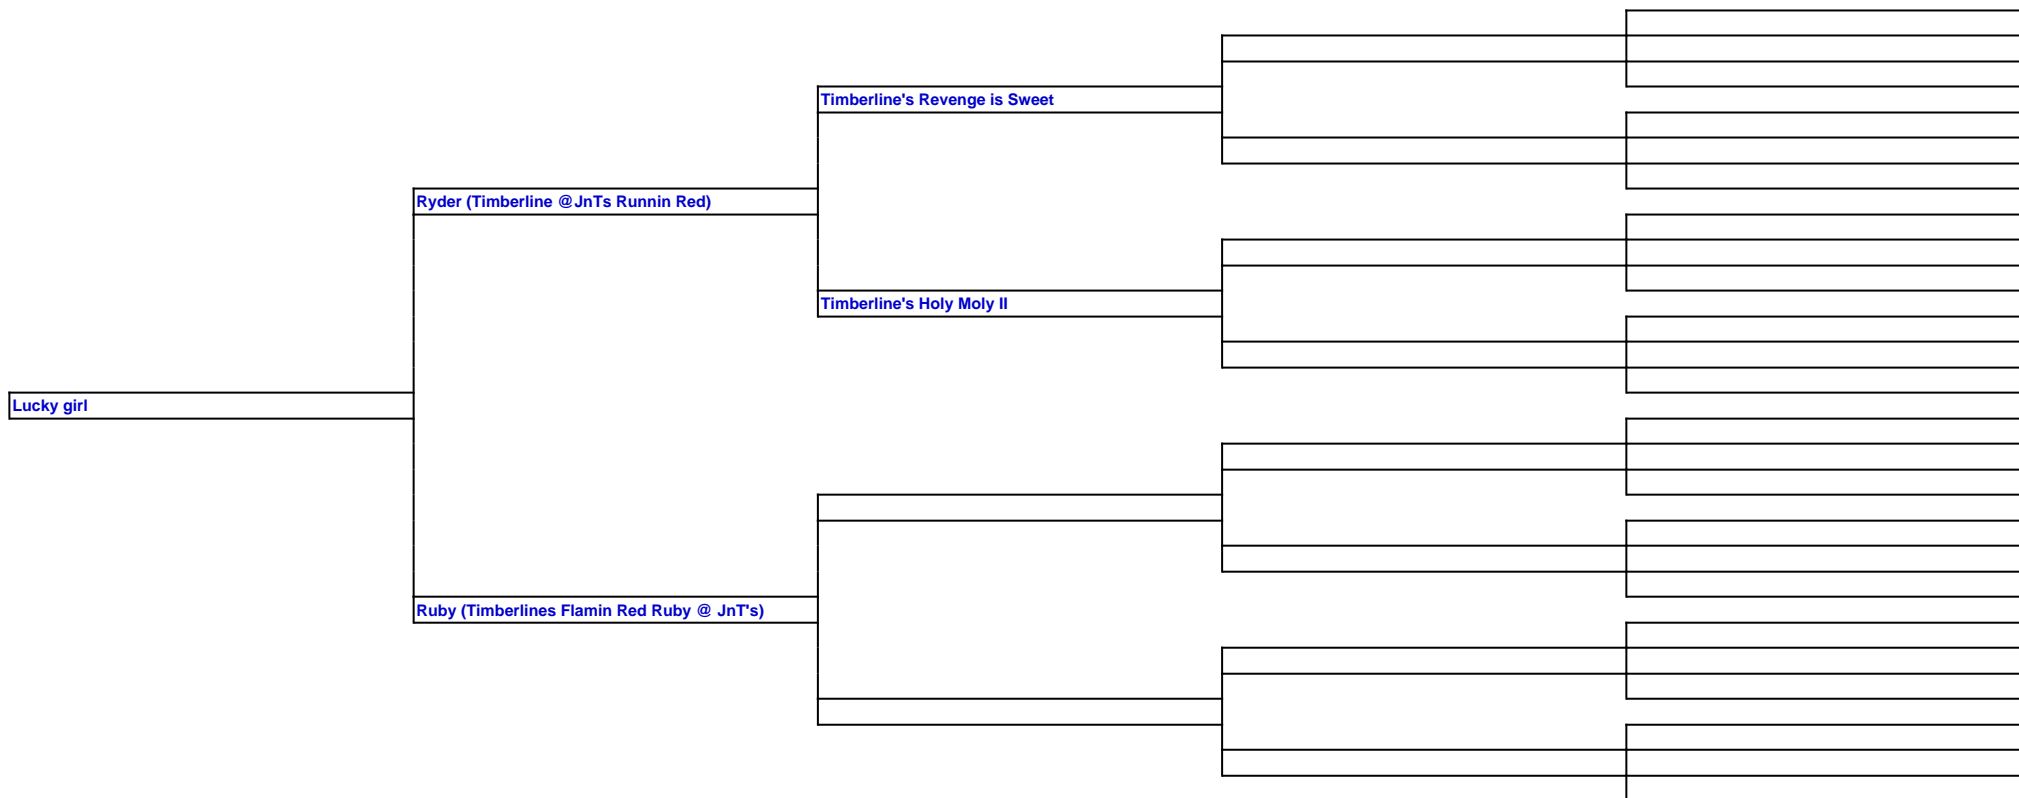 Timberline's Revenge is Sweet
Ryder (Timberline @JnTs Runnin Red)
Timberline's Holy Moly II
Lucky girl
Ruby (Timberlines Flamin Red Ruby @ JnT's)